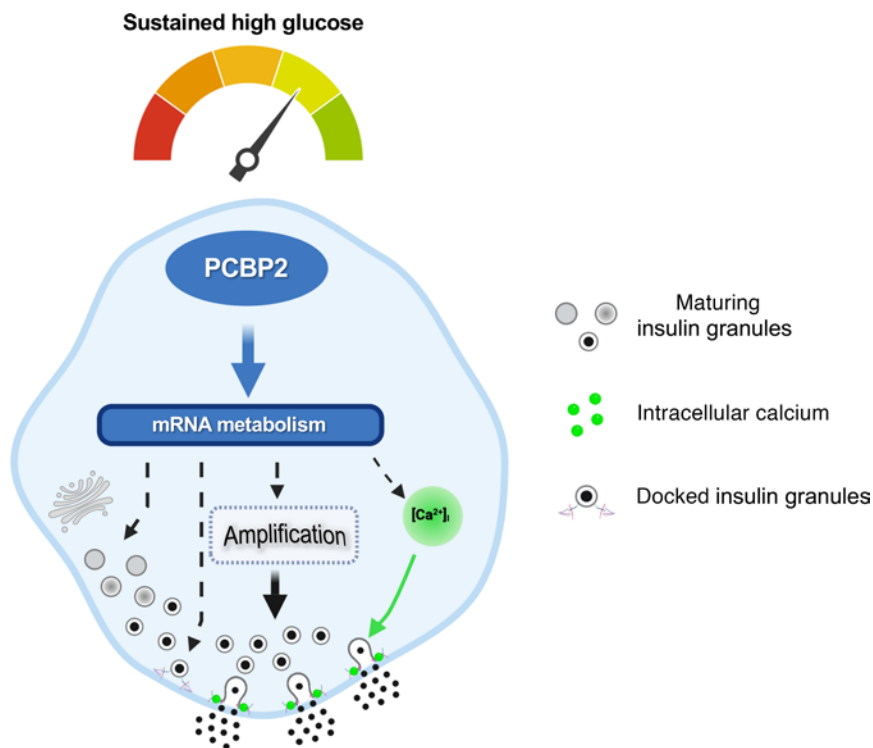 Sustained high glucose
PCBP2
mRNA metabolism
Amplification
[Ca²⁺]ᵢ
Maturing
insulin granules
Intracellular calcium
Docked insulin granules